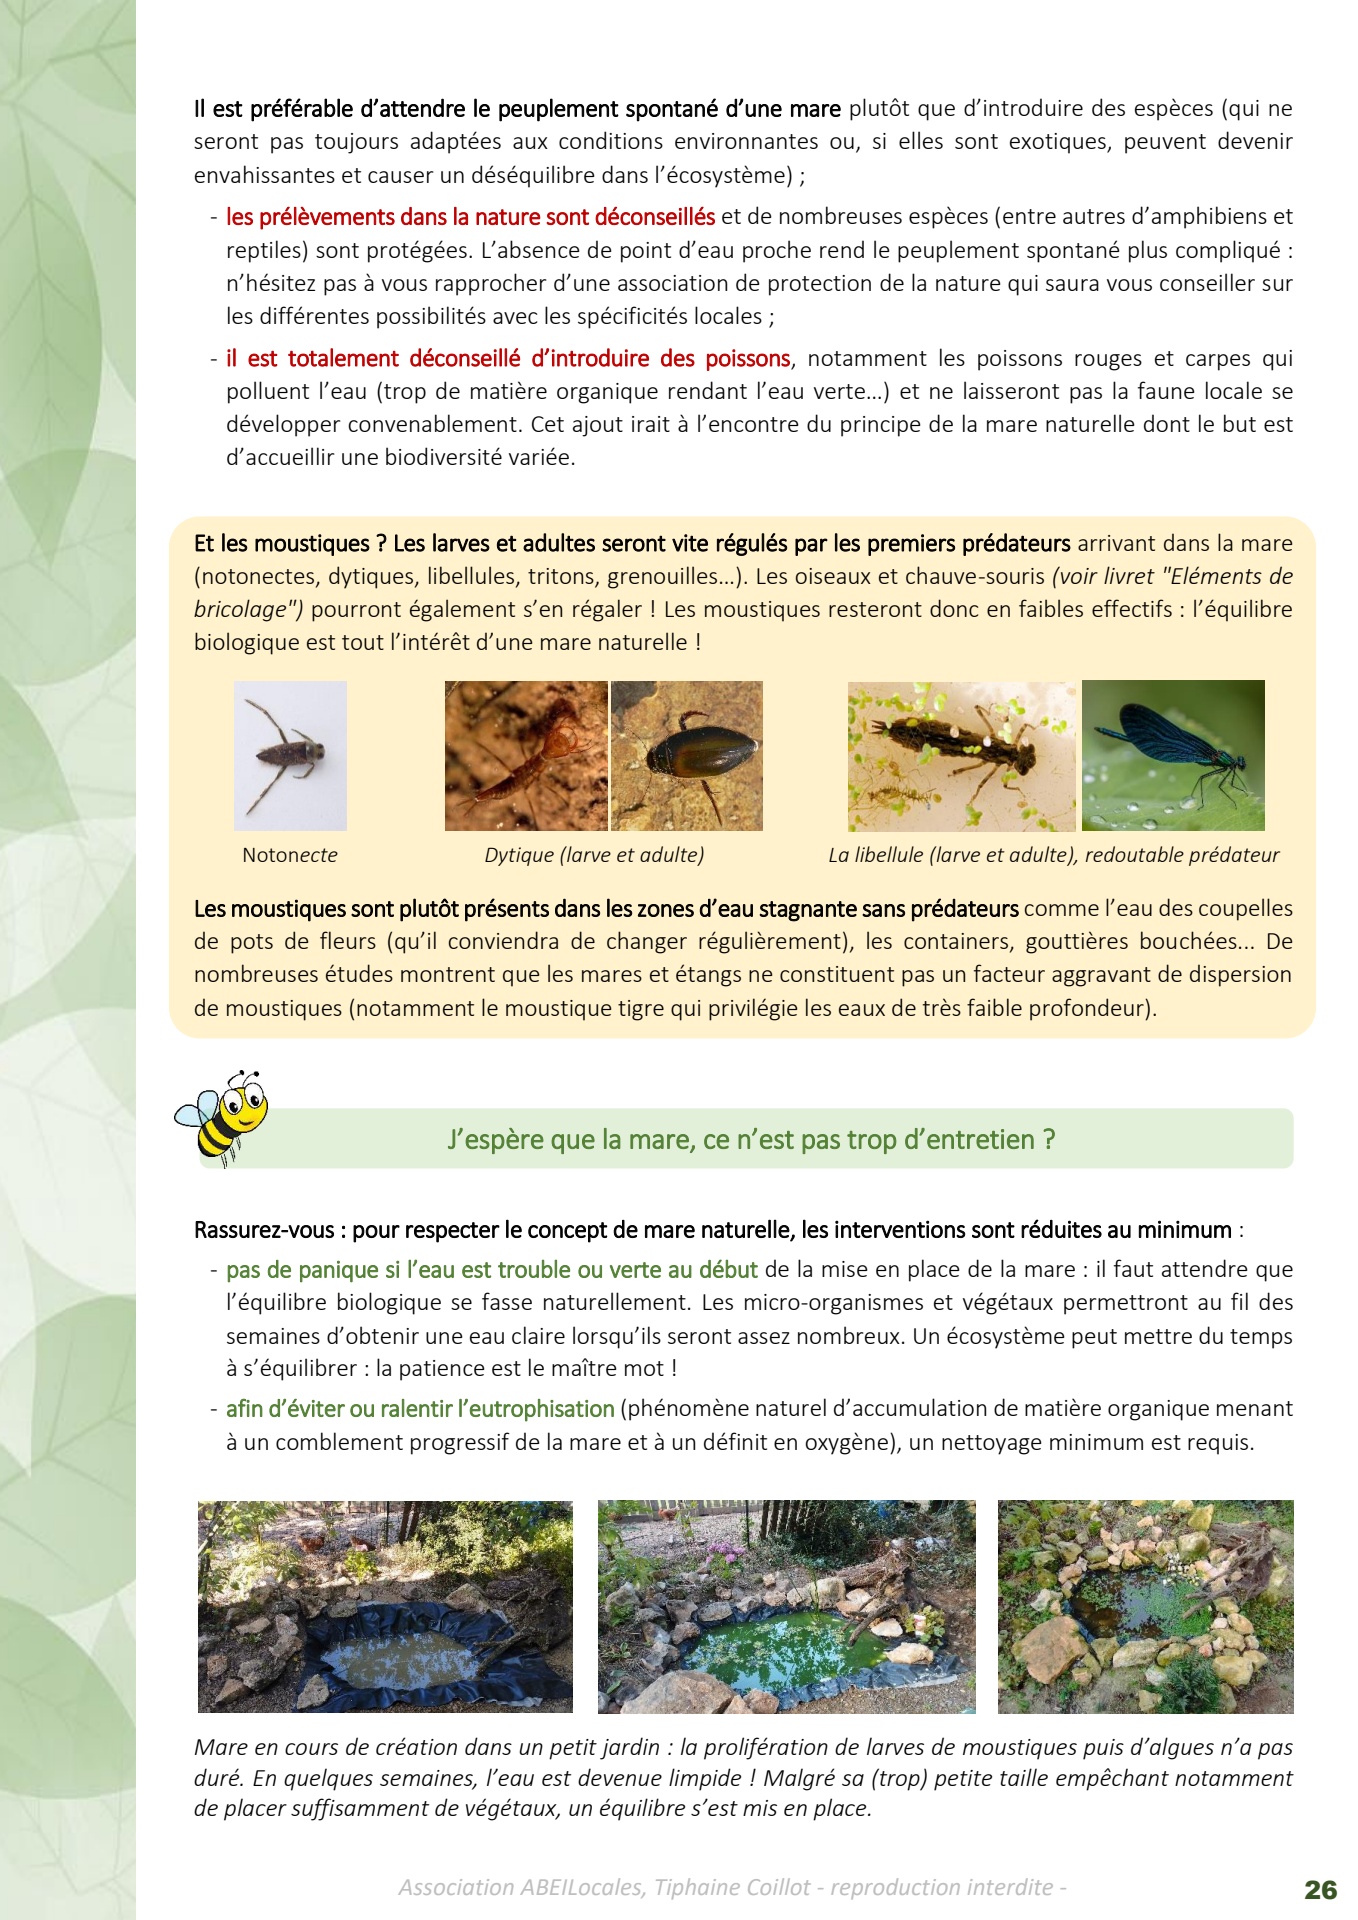 Il est préférable d’attendre le peuplement spontané d’une mare plutôt que d’introduire des espèces (qui ne
seront pas toujours adaptées aux conditions environnantes ou, si elles sont exotiques, peuvent devenir
envahissantes et causer un déséquilibre dans l’écosystème) ;
- les prélèvements dans la nature sont déconseillés et de nombreuses espèces (entre autres d’amphibiens et
reptiles) sont protégées. L’absence de point d’eau proche rend le peuplement spontané plus compliqué :
n’hésitez pas à vous rapprocher d’une association de protection de la nature qui saura vous conseiller sur
les différentes possibilités avec les spécificités locales ;
- il est totalement déconseillé d’introduire des poissons, notamment les poissons rouges et carpes qui
polluent l’eau (trop de matière organique rendant l’eau verte…) et ne laisseront pas la faune locale se
développer convenablement. Cet ajout irait à l’encontre du principe de la mare naturelle dont le but est
d’accueillir une biodiversité variée.
Et les moustiques ? Les larves et adultes seront vite régulés par les premiers prédateurs arrivant dans la mare
(notonectes, dytiques, libellules, tritons, grenouilles…). Les oiseaux et chauve-souris (voir livret "Eléments de
bricolage") pourront également s’en régaler ! Les moustiques resteront donc en faibles effectifs : l’équilibre
biologique est tout l’intérêt d’une mare naturelle !
Notonecte
Dytique (larve et adulte)
La libellule (larve et adulte), redoutable prédateur
Les moustiques sont plutôt présents dans les zones d’eau stagnante sans prédateurs comme l’eau des coupelles
de pots de fleurs (qu’il conviendra de changer régulièrement), les containers, gouttières bouchées... De
nombreuses études montrent que les mares et étangs ne constituent pas un facteur aggravant de dispersion
de moustiques (notamment le moustique tigre qui privilégie les eaux de très faible profondeur).
J’espère que la mare, ce n’est pas trop d’entretien ?
Rassurez-vous : pour respecter le concept de mare naturelle, les interventions sont réduites au minimum :
- pas de panique si l’eau est trouble ou verte au début de la mise en place de la mare : il faut attendre que
l’équilibre biologique se fasse naturellement. Les micro-organismes et végétaux permettront au fil des
semaines d’obtenir une eau claire lorsqu’ils seront assez nombreux. Un écosystème peut mettre du temps
à s’équilibrer : la patience est le maître mot !
- afin d’éviter ou ralentir l’eutrophisation (phénomène naturel d’accumulation de matière organique menant
à un comblement progressif de la mare et à un définit en oxygène), un nettoyage minimum est requis.
Mare en cours de création dans un petit jardin : la prolifération de larves de moustiques puis d’algues n’a pas
duré. En quelques semaines, l’eau est devenue limpide ! Malgré sa (trop) petite taille empêchant notamment
de placer suffisamment de végétaux, un équilibre s’est mis en place.
Association ABEILocales, Tiphaine Coillot - reproduction interdite -
26